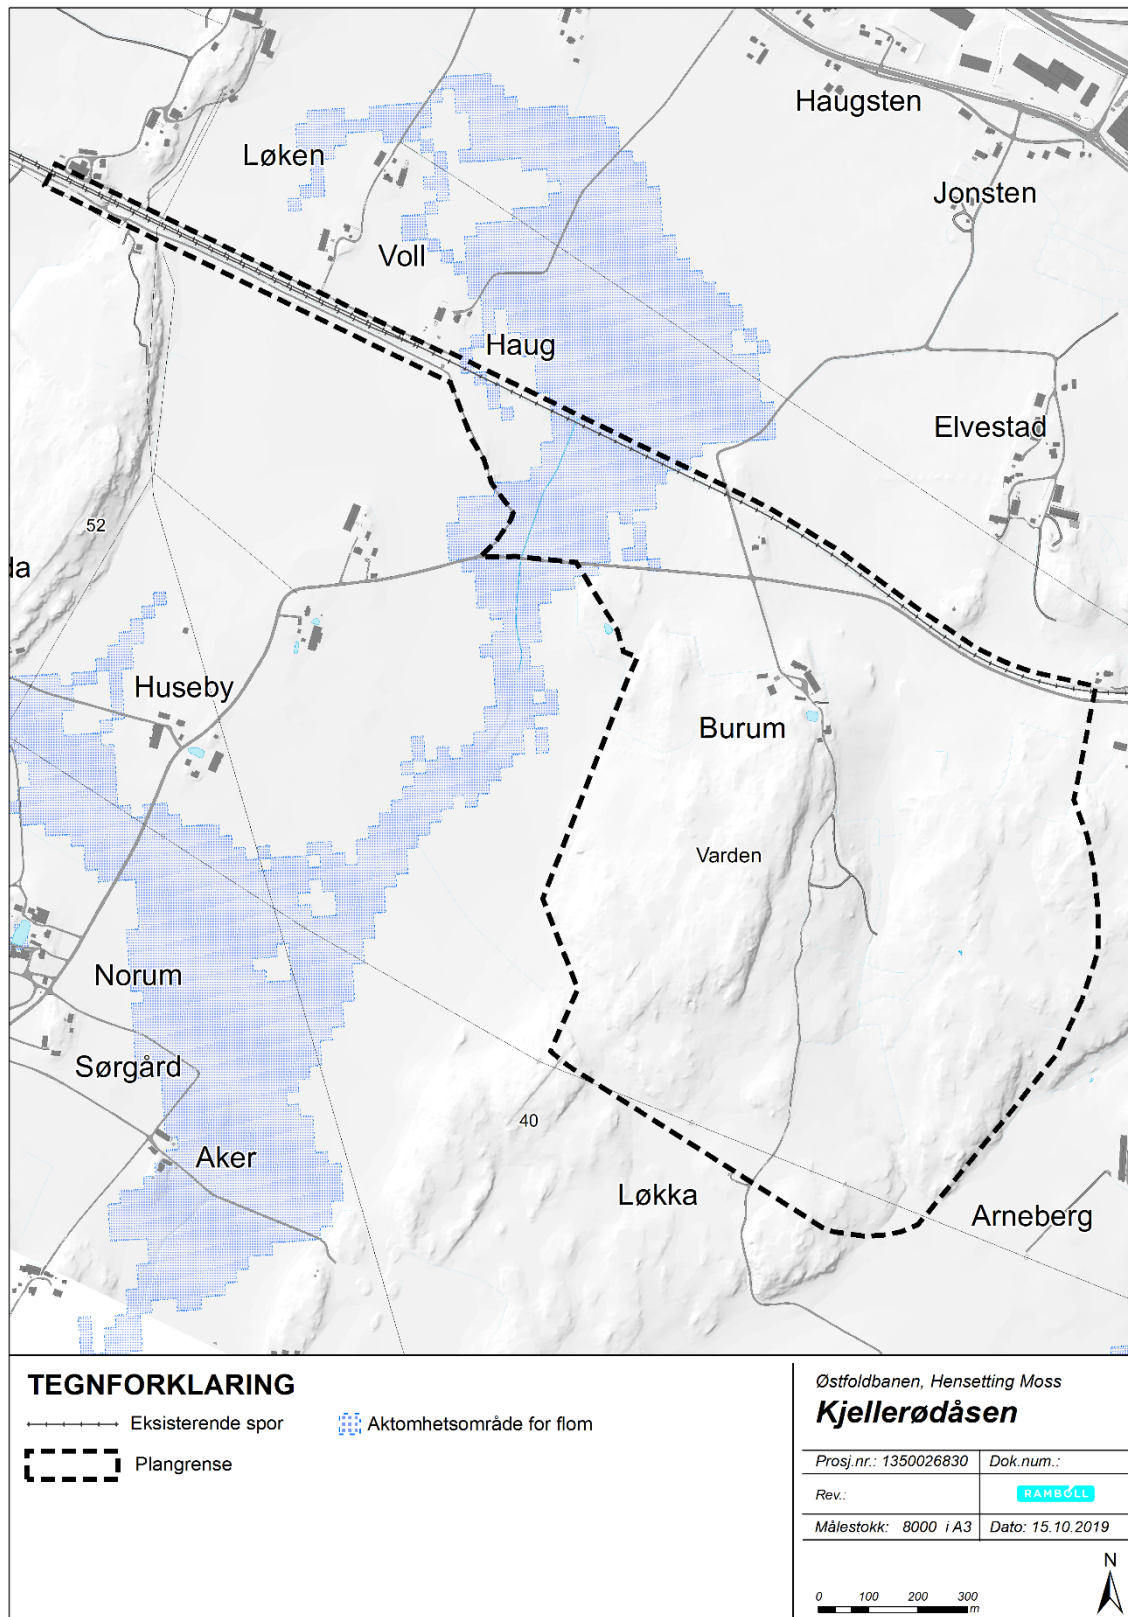 Haugsten
Løken
Jonsten
Voll
Haug
Elvestad
52
da
Huseby
Burum
Varden
Norum
Sørgård
40
Aker
Løkka
Arneberg
TEGNFORKLARING
Eksisterende spor
Aktomhetsområde for flom
Plangrense
Østfoldbanen, Hensetting Moss
Kjellerødåsen
Prosj.nr.: 1350026830 Dok.num.:
Rev.: RAMBOLL
Målestokk: 8000 i A3 Dato: 15.10.2019
N
0 100 200 300
m